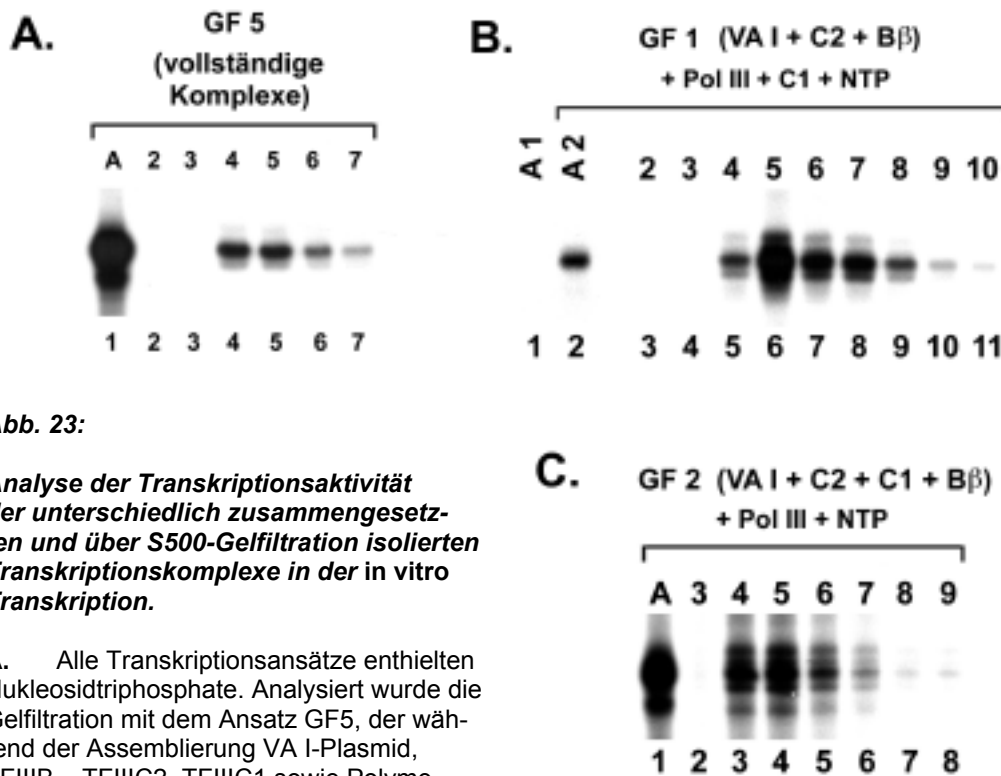 A.
GF 5
(vollständige
Komplexe)
A 2 3 4 5 6 7
1 2 3 4 5 6 7
B.
GF 1 (VA I + C2 + Bβ)
+ Pol III + C1 + NTP
A 1 A 2 2 3 4 5 6 7 8 9 10
1 2 3 4 5 6 7 8 9 10 11
Abb. 23:
Analyse der Transkriptionsaktivität
der unterschiedlich zusammengesetz-
ten und über S500-Gelfiltration isolierten
Transkriptionskomplexe in der in vitro
Transkription.
A. Alle Transkriptionsansätze enthielten
Nukleosidtriphosphate. Analysiert wurde die
Gelfiltration mit dem Ansatz GF5, der wäh-
rend der Assemblierung VA I-Plasmid,
TFIIIC2, TFIIIC1 sowie Polyme-
C.
GF 2 (VA I + C2 + C1 + Bβ)
+ Pol III + NTP
A 3 4 5 6 7 8 9
1 2 3 4 5 6 7 8